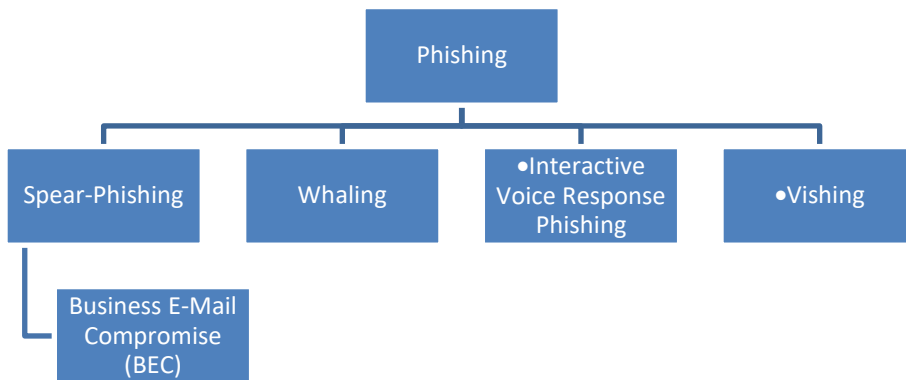 Phishing
Spear-Phishing
Whaling
•Interactive
Voice Response
Phishing
•Vishing
Business E-Mail
Compromise
(BEC)